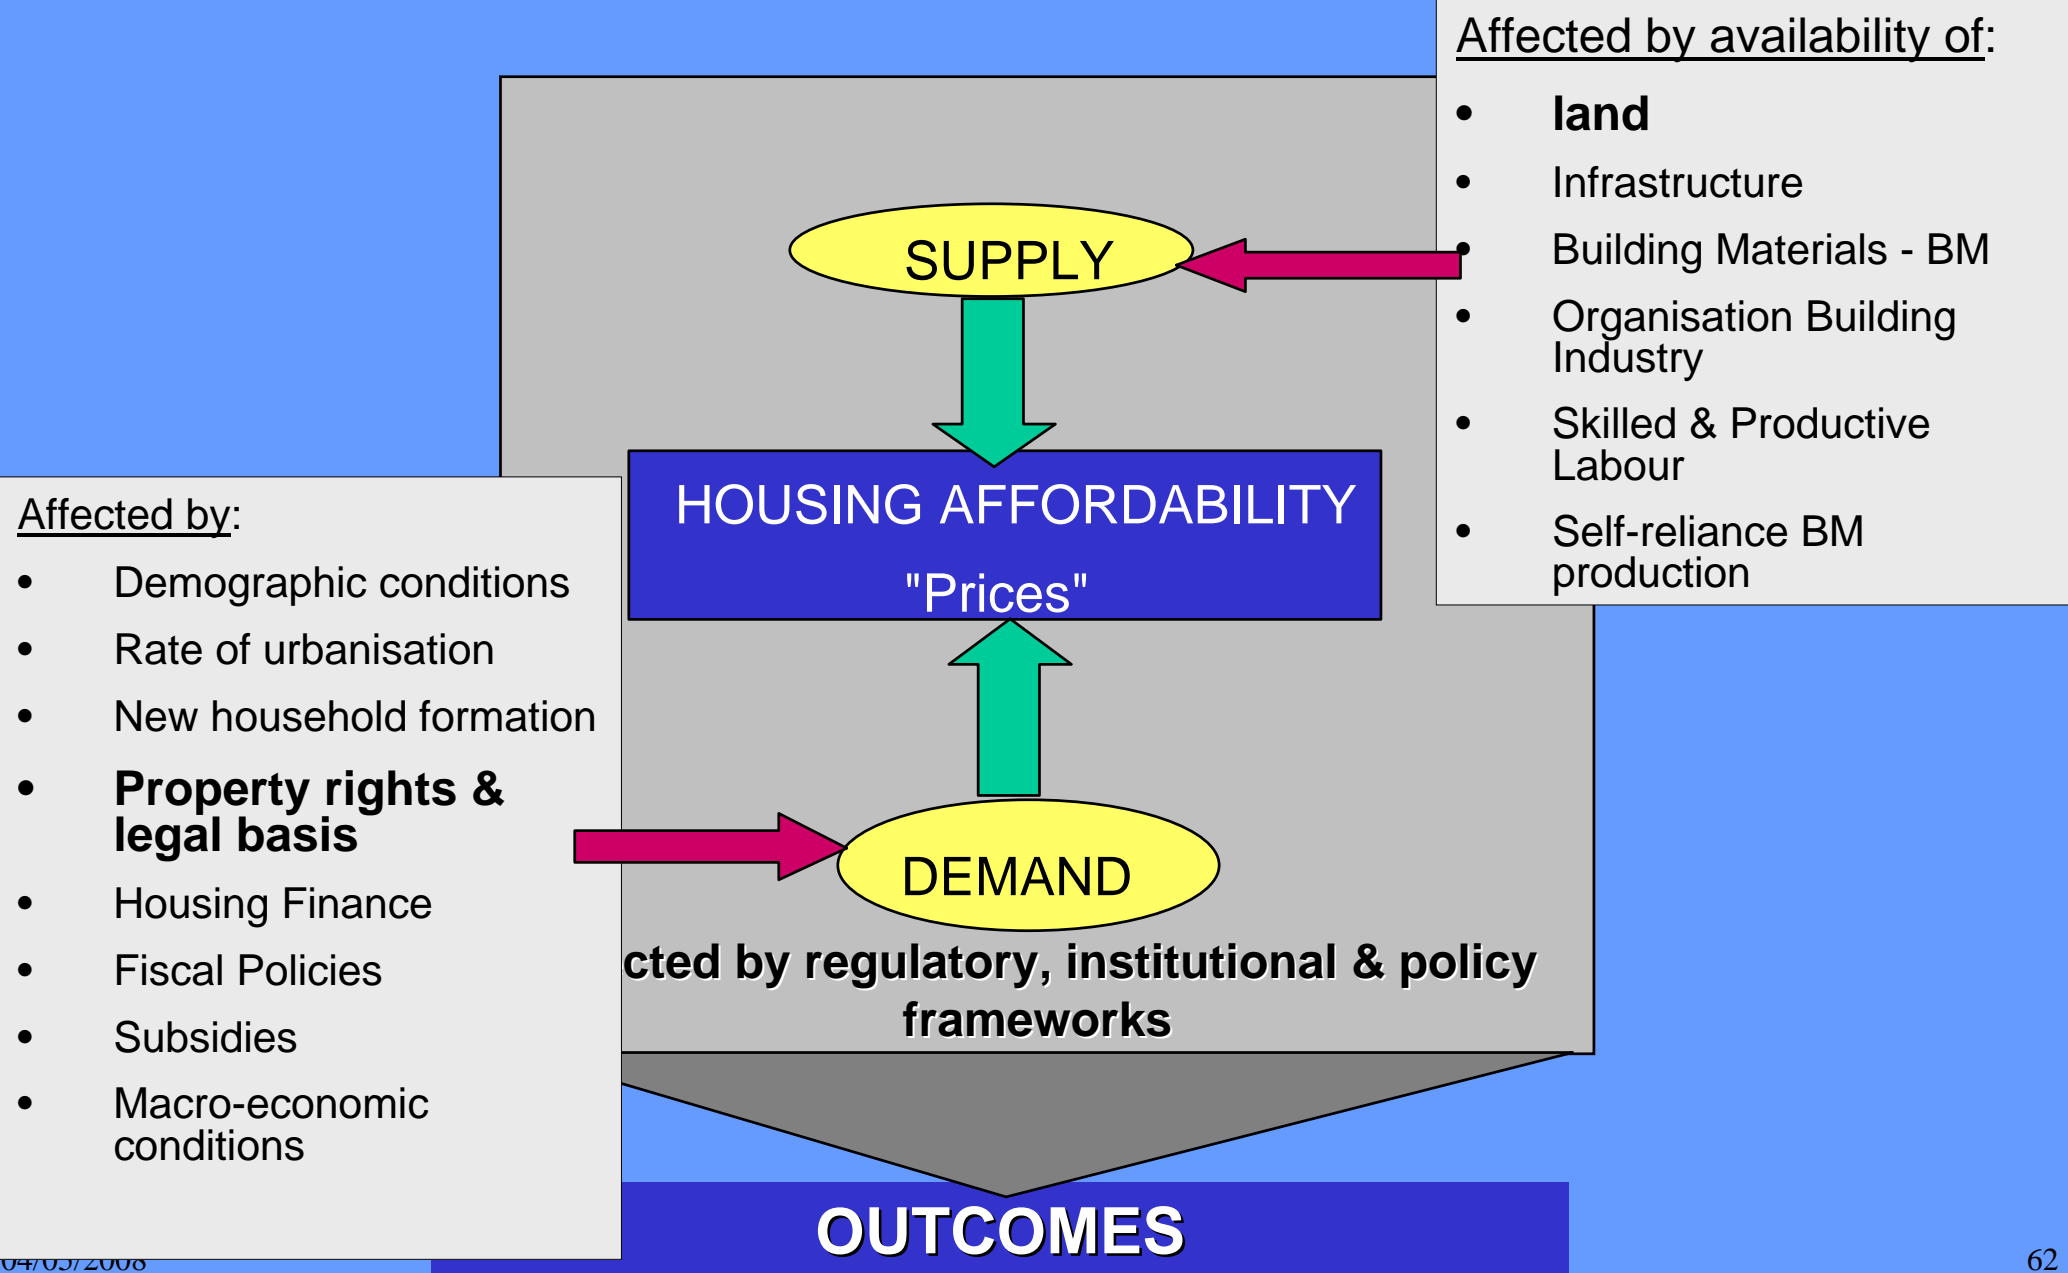 Affected by availability of:
• land
• Infrastructure
• Building Materials - BM
• Organisation Building
Industry
• Skilled & Productive
Labour
• Self-reliance BM
production
SUPPLY
HOUSING AFFORDABILITY
"Prices"
Affected by:
• Demographic conditions
• Rate of urbanisation
• New household formation
• Property rights &
legal basis
• Housing Finance
• Fiscal Policies
• Subsidies
• Macro-economic
conditions
DEMAND
cted by regulatory, institutional & policy
frameworks
OUTCOMES
62